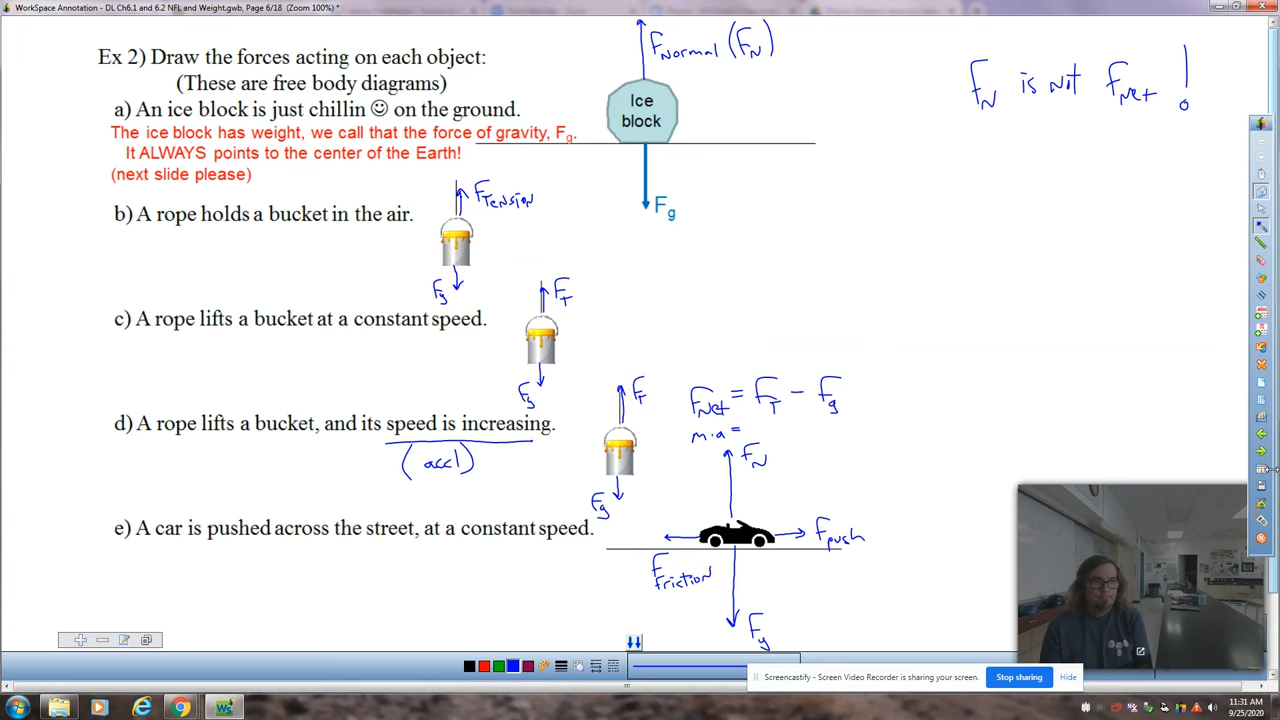 WorkSpace Annotation - DL Ch6.1 and 6.2 NFL and Weight.gwb, Page 6/18 (Zoom 100%) *
Ex 2) Draw the forces acting on each object:
(These are free body diagrams)
a) An ice block is just chillin ☺ on the ground.
The ice block has weight, we call that the force of gravity, Fg.
It ALWAYS points to the center of the Earth!
(next slide please)
FNormal (FN)
Ice
block
Fg
FN is not FNet !
b) A rope holds a bucket in the air.
FTension
Fg
c) A rope lifts a bucket at a constant speed.
FT
Fg
d) A rope lifts a bucket, and its speed is increasing.
(accl)
FT
Fg
FNet = FT - Fg
m·a =
e) A car is pushed across the street, at a constant speed.
FN
Fpush
Ffriction
Fg
Screencastify - Screen Video Recorder is sharing your screen.
Stop sharing
Hide
11:31 AM
9/25/2020